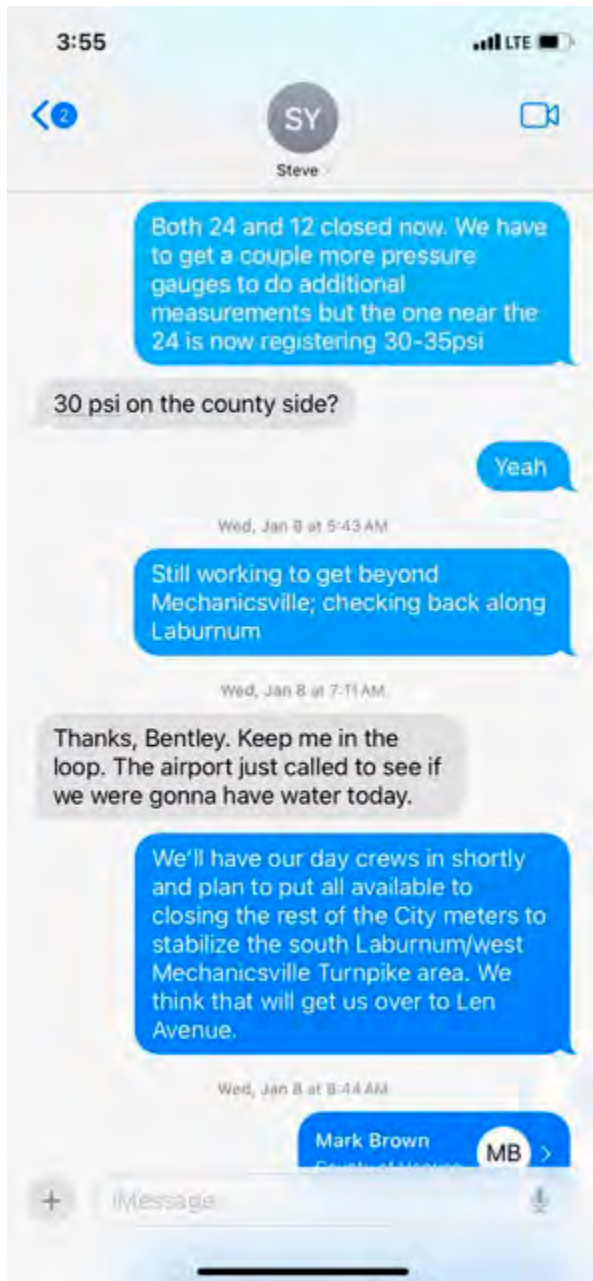 3:55
LTE
2
SY
Steve
Both 24 and 12 closed now. We have
to get a couple more pressure
gauges to do additional
measurements but the one near the
24 is now registering 30-35psi
30 psi on the county side?
Yeah
Wed, Jan 8 at 5:43 AM
Still working to get beyond
Mechanicsville; checking back along
Laburnum
Wed, Jan 8 at 7:11 AM
Thanks, Bentley. Keep me in the
loop. The airport just called to see if
we were gonna have water today.
We'll have our day crews in shortly
and plan to put all available to
closing the rest of the City meters to
stabilize the south Laburnum/west
Mechanicsville Turnpike area. We
think that will get us over to Len
Avenue.
Wed, Jan 8 at 8:44 AM
Mark Brown
MB
County of
iMessage